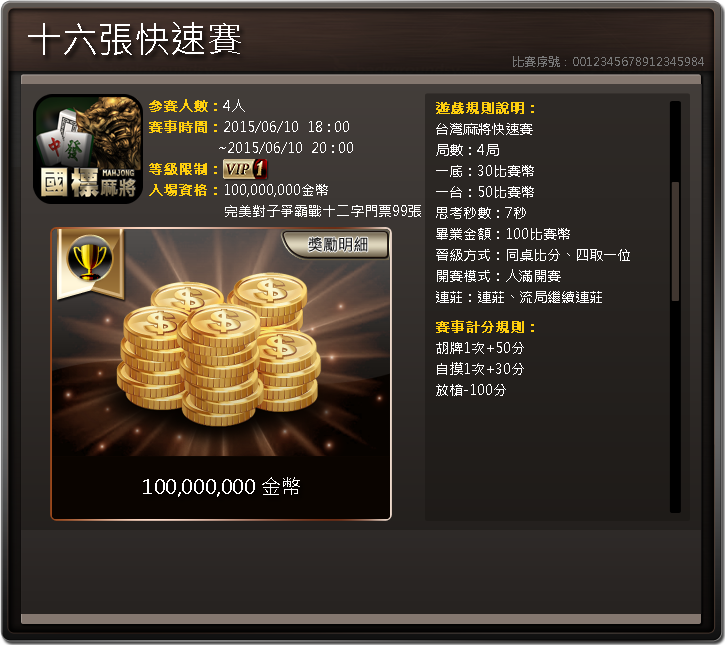 十六張快速賽
比賽序號：0012345678912345984
中
發
國標麻將
MAHJONG
參賽人數：4人
賽事時間：2015/06/10 18：00
~2015/06/10 20：00
等級限制：VIP 1
入場資格：100,000,000金幣
完美對子爭霸戰十二字門票99張
獎勵明細
100,000,000 金幣
遊戲規則說明：
台灣麻將快速賽
局數：4局
一底：30比賽幣
一台：50比賽幣
思考秒數：7秒
畢業金額：100比賽幣
晉級方式：同桌比分、四取一位
開賽模式：人滿開賽
連莊：連莊、流局繼續連莊
賽事計分規則：
胡牌1次+50分
自摸1次+30分
放槍-100分